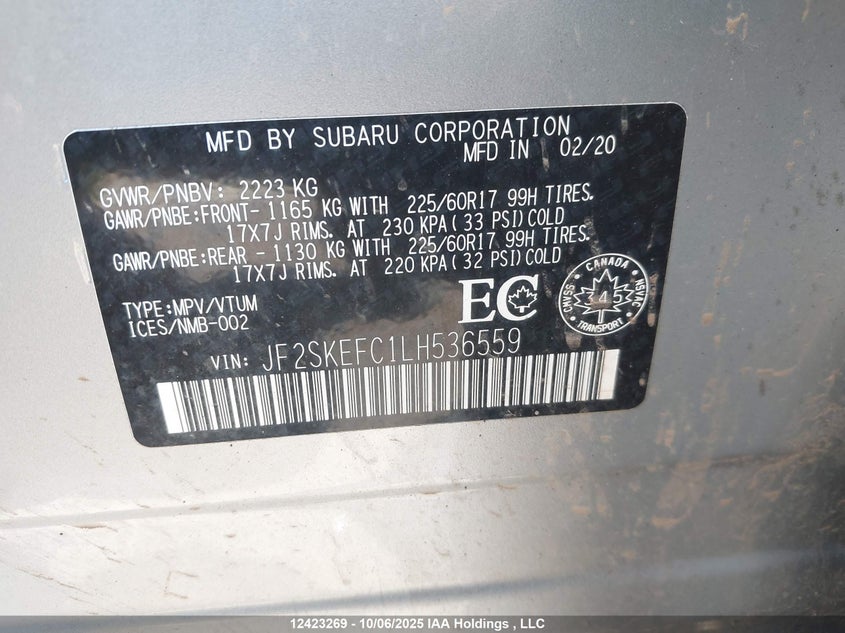 MFD BY SUBARU CORPORATION
MFD IN 02/20
GVWR/PNBV: 2223 KG
GAWR/PNBE:FRONT- 1165 KG WITH 225/60R17 99H TIRES.
17X7J RIMS. AT 230 KPA(33 PSI)COLD
GAWR/PNBE:REAR - 1130 KG WITH 225/60R17 99H TIRES.
17X7J RIMS. AT 220 KPA(32 PSI)COLD
TYPE:MPV/VTUM
ICES/NMB-002
EC
CANADA
CMVSS
345
NSVAC
TRANSPORT
VIN: JF2SKEFC1LH536559
12423269 - 10/06/2025 IAA Holdings , LLC